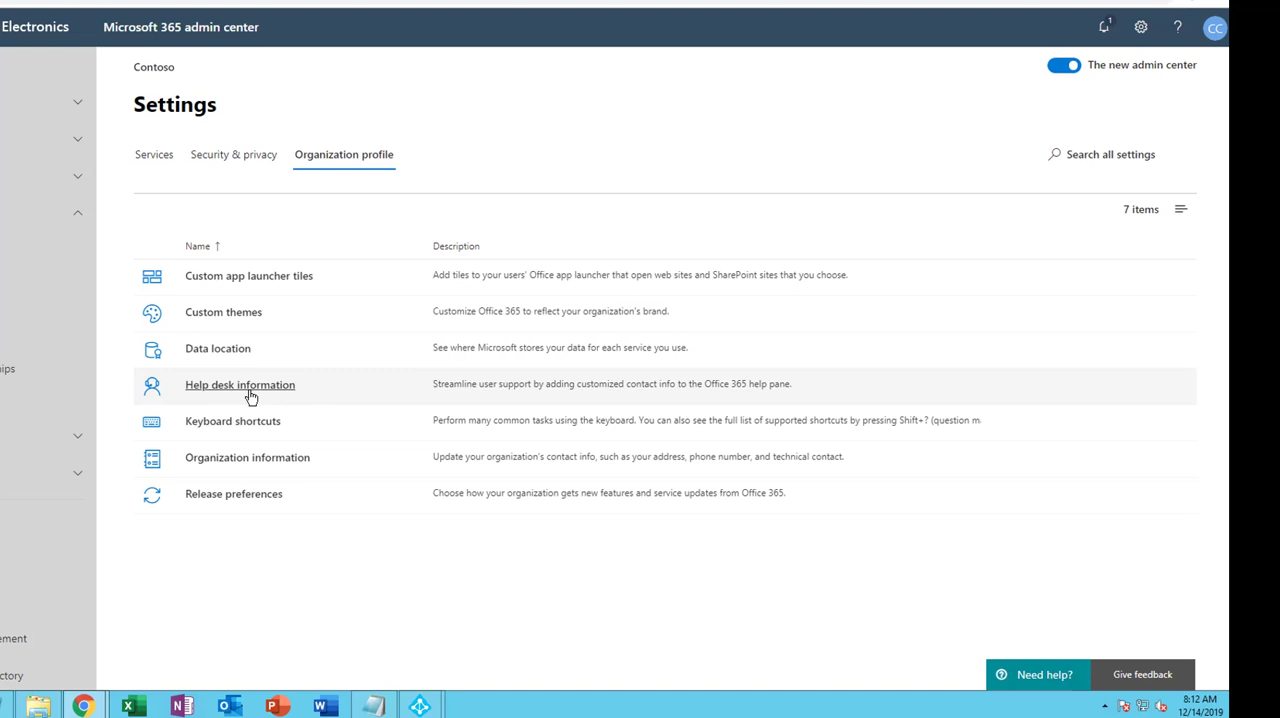 Electronics Microsoft 365 admin center 1 CC
Contoso The new admin center
Settings
Services Security & privacy Organization profile Search all settings
7 items
Name ↑ Description
Custom app launcher tiles Add tiles to your users' Office app launcher that open web sites and SharePoint sites that you choose.
Custom themes Customize Office 365 to reflect your organization's brand.
Data location See where Microsoft stores your data for each service you use.
ips
Help desk information Streamline user support by adding customized contact info to the Office 365 help pane.
Keyboard shortcuts Perform many common tasks using the keyboard. You can also see the full list of supported shortcuts by pressing Shift+? (question m
Organization information Update your organization's contact info, such as your address, phone number, and technical contact.
Release preferences Choose how your organization gets new features and service updates from Office 365.
ement
ctory
Need help? Give feedback
8:12 AM
12/14/2019